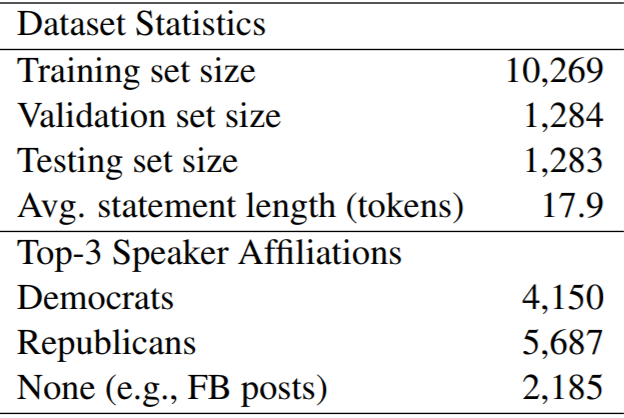 Dataset Statistics
Training set size 10,269
Validation set size 1,284
Testing set size 1,283
Avg. statement length (tokens) 17.9
Top-3 Speaker Affiliations
Democrats 4,150
Republicans 5,687
None (e.g., FB posts) 2,185